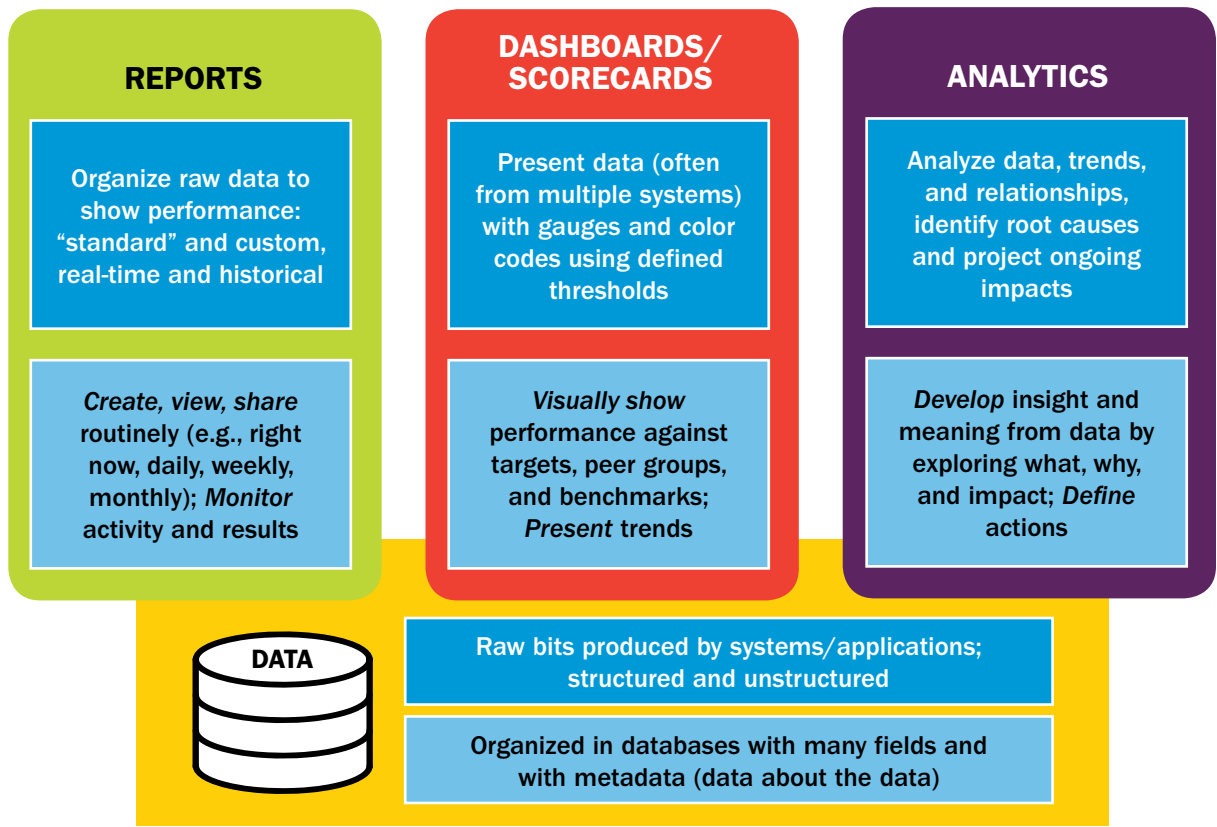 REPORTS
Organize raw data to
show performance:
“standard” and custom,
real-time and historical
Create, view, share
routinely (e.g., right
now, daily, weekly,
monthly); Monitor
activity and results
DASHBOARDS/
SCORECARDS
Present data (often
from multiple systems)
with gauges and color
codes using defined
thresholds
Visually show
performance against
targets, peer groups,
and benchmarks;
Present trends
ANALYTICS
Analyze data, trends,
and relationships,
identify root causes
and project ongoing
impacts
Develop insight and
meaning from data by
exploring what, why,
and impact; Define
actions
DATA
Raw bits produced by systems/applications;
structured and unstructured
Organized in databases with many fields and
with metadata (data about the data)